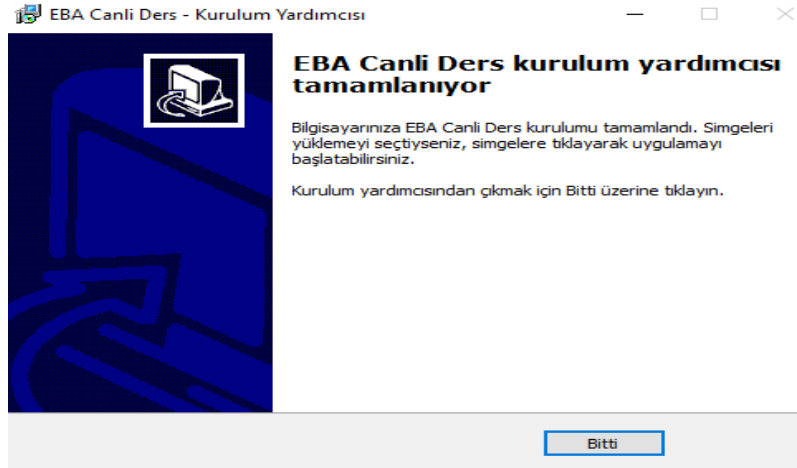 EBA Canli Ders - Kurulum Yardımcısı
EBA Canli Ders kurulum yardımcısı
tamamlanıyor
Bilgisayarınıza EBA Canli Ders kurulumu tamamlandı. Simgeleri
yüklemeyi seçtiyseniz, simgelere tıklayarak uygulamayı
başlatabilirsiniz.
Kurulum yardımcısından çıkmak için Bitti üzerine tıklayın.
Bitti